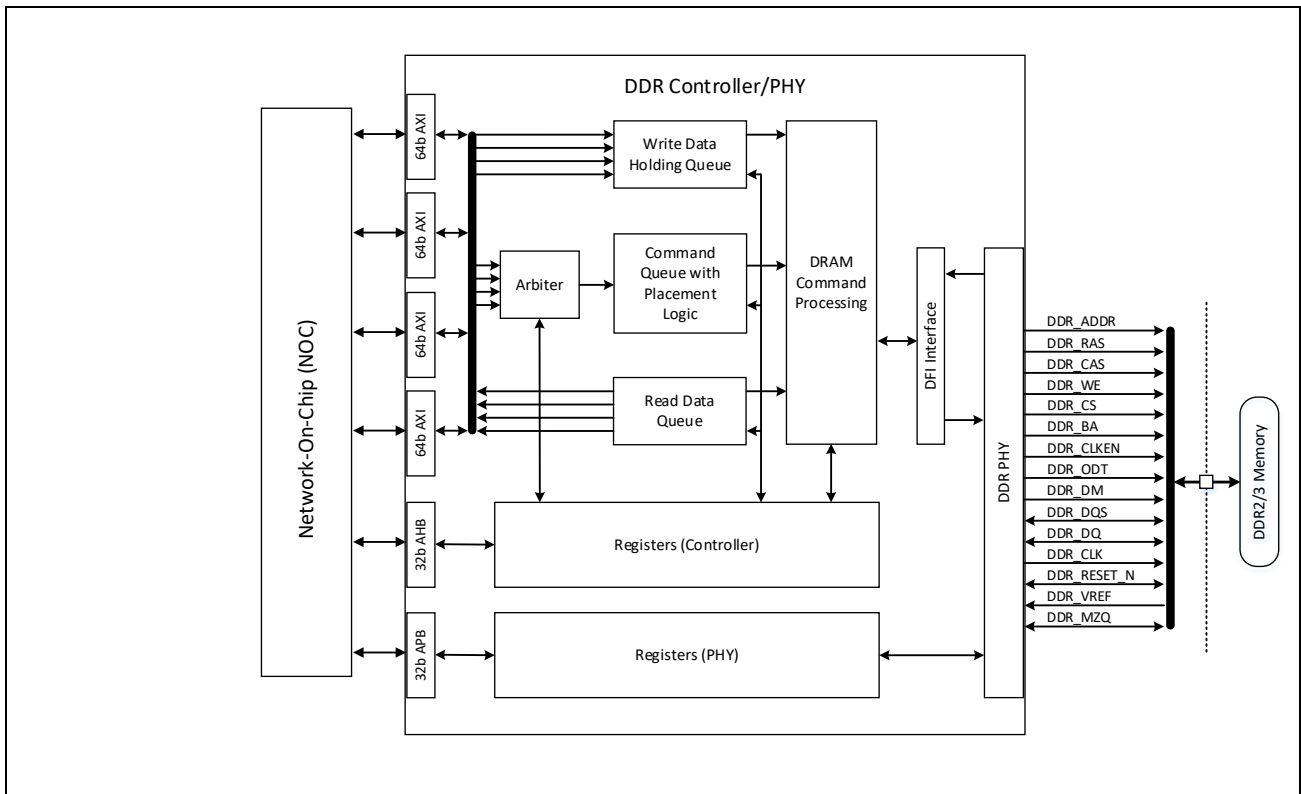 DDR Controller/PHY
Network-On-Chip (NOC)
64b AXI
64b AXI
64b AXI
64b AXI
32b AHB
32b APB
Write Data
Holding Queue
Arbiter
Command
Queue with
Placement
Logic
Read Data
Queue
DRAM
Command
Processing
Registers (Controller)
Registers (PHY)
DFI Interface
DDR PHY
DDR_ADDR
DDR_RAS
DDR_CAS
DDR_WE
DDR_CS
DDR_BA
DDR_CLKEN
DDR_ODT
DDR_DM
DDR_DQS
DDR_DQ
DDR_CLK
DDR_RESET_N
DDR_VREF
DDR_MZQ
DDR2/3 Memory